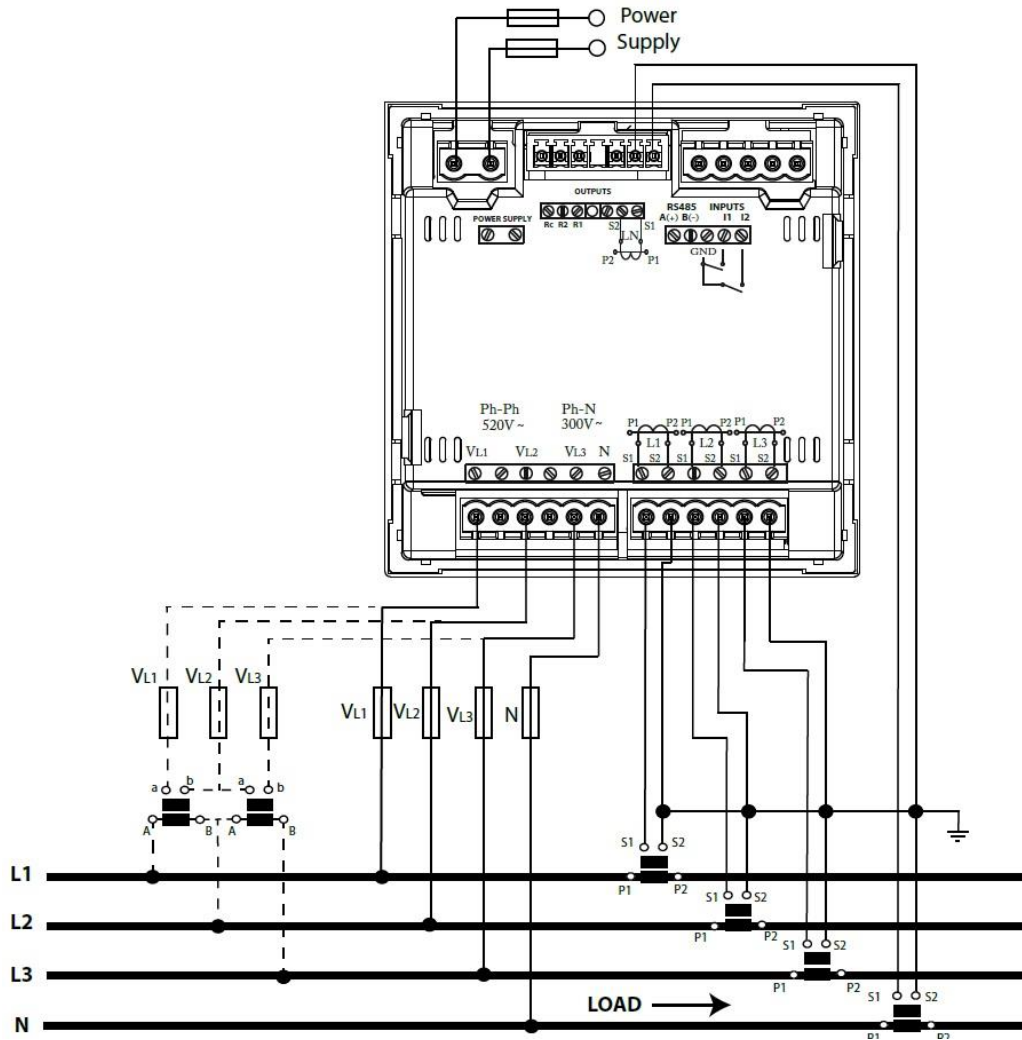 Power
Supply
OUTPUTS
POWER SUPPLY
Rc R2 R1 S2 S1
LN
P2 P1
RS485 INPUTS
A(+) B(-) I1 I2
GND
Ph-Ph Ph-N
520V~ 300V~
VL1 VL2 VL3 N
P1 P2 P1 P2 P1 P2
L1 L2 L3
S1 S2 S1 S2 S1 S2
VL1 VL2 VL3
VL1 VL2 VL3 N
a b a b
A B A B
S1 S2
L1 P1 P2
S1 S2
L2 P1 P2
S1 S2
L3 P1 P2
LOAD
S1 S2
N P1 P2